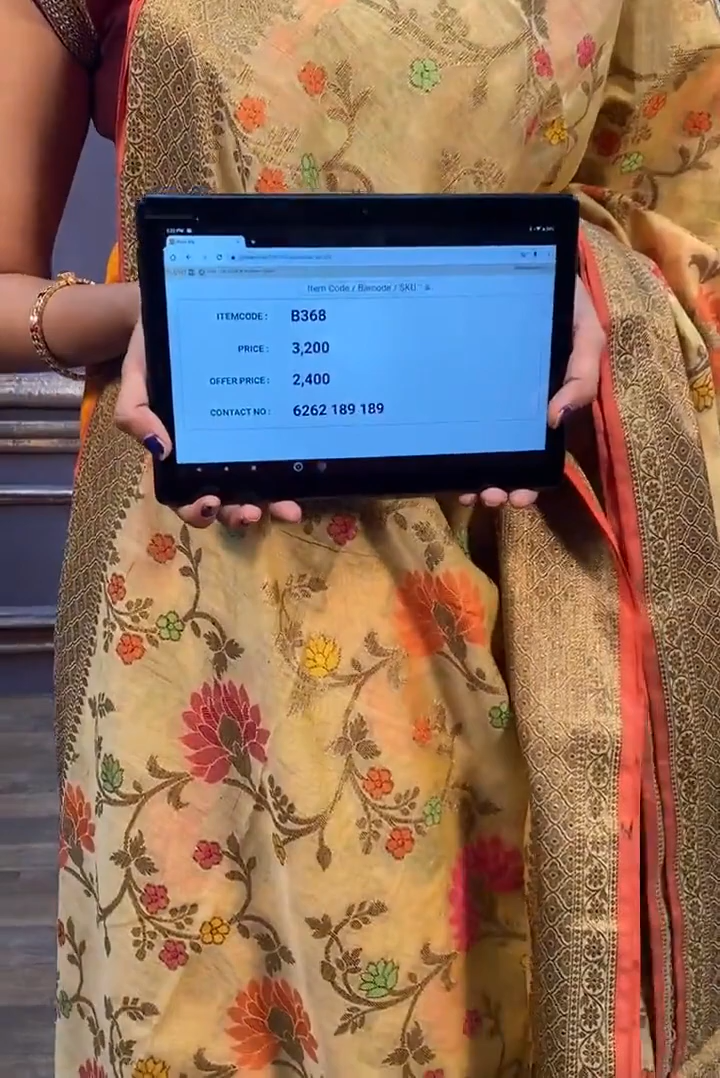 Item Code / Barcode / SKU *
ITEMCODE : B368
PRICE : 3,200
OFFER PRICE : 2,400
CONTACT NO : 6262 189 189